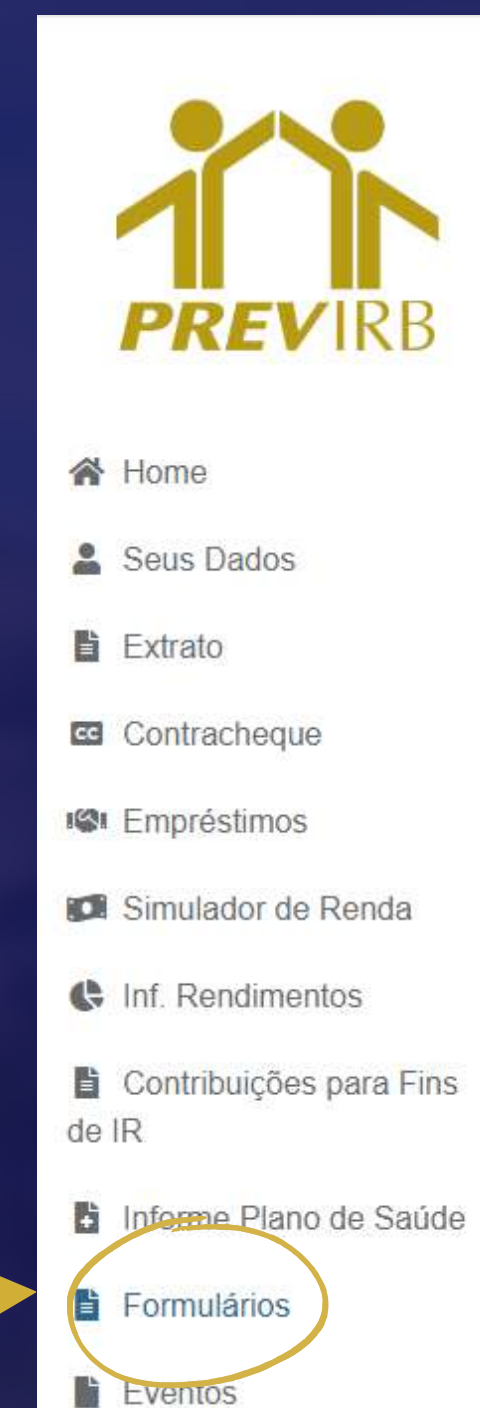 PREVIRB
Home
Seus Dados
Extrato
CC Contracheque
Empréstimos
Simulador de Renda
Inf. Rendimentos
Contribuições para Fins
de IR
Informe Plano de Saúde
Formulários
Eventos